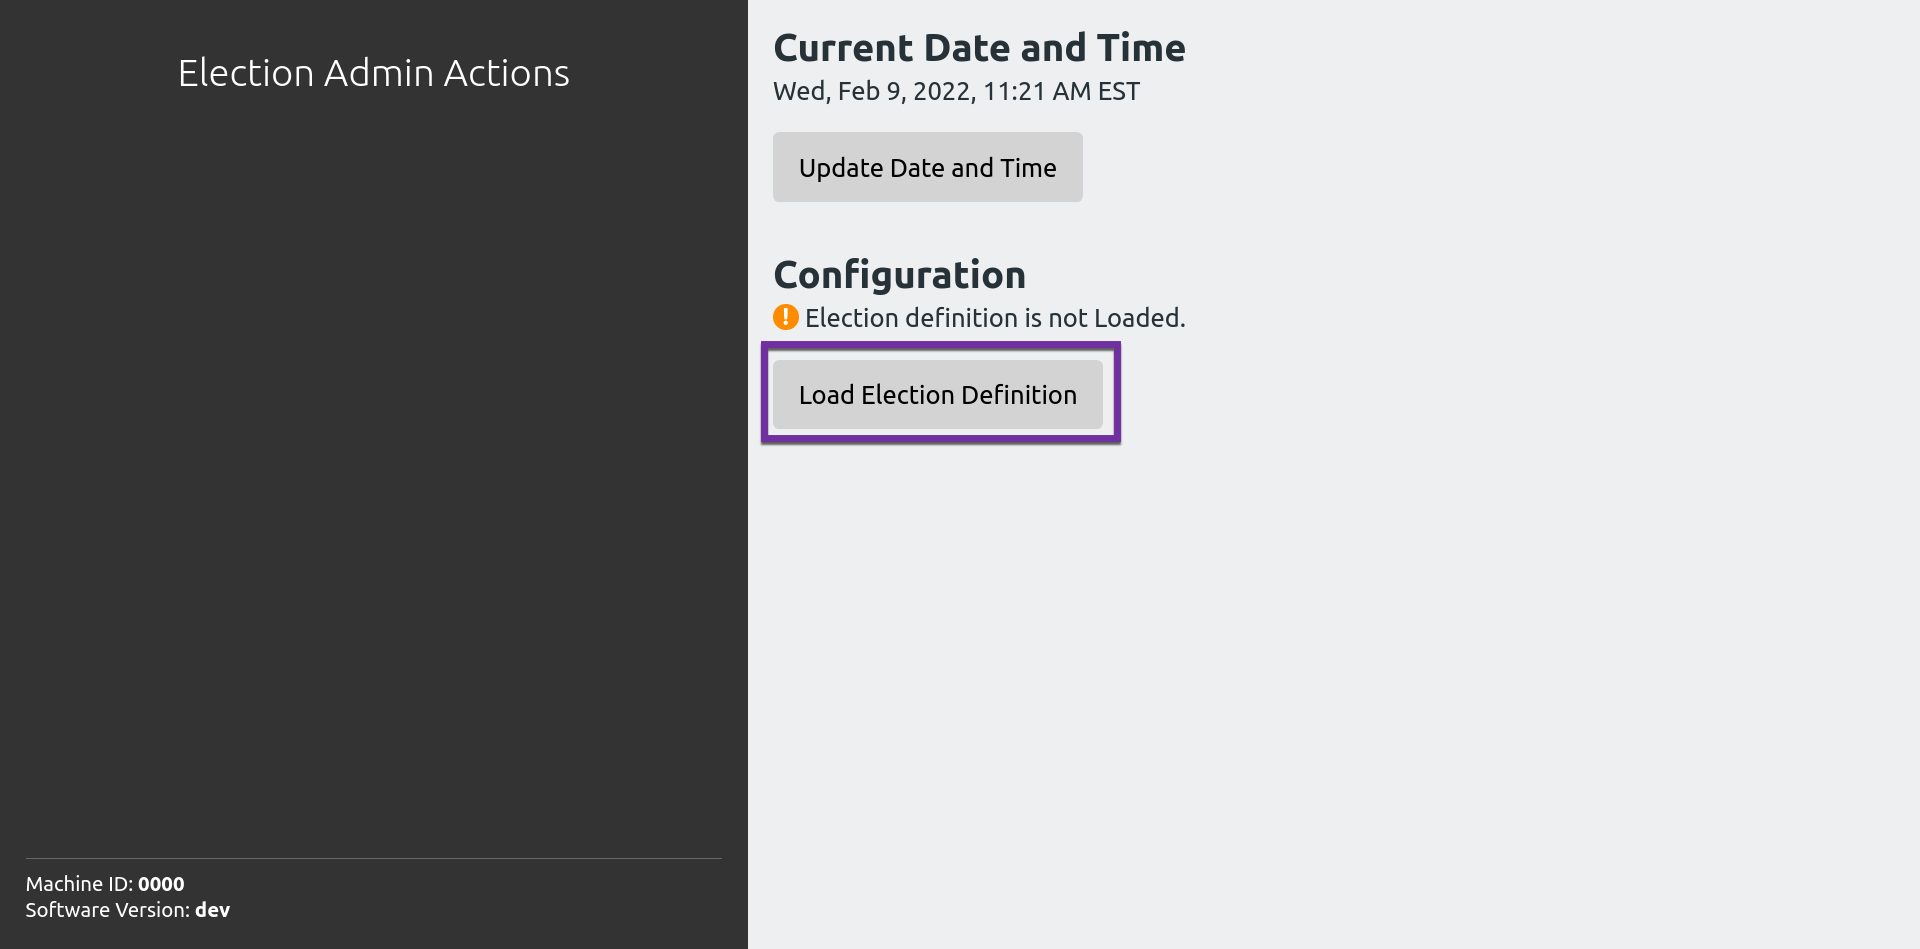 Election Admin Actions
Machine ID: 0000
Software Version: dev
Current Date and Time
Wed, Feb 9, 2022, 11:21 AM EST
Update Date and Time
Configuration
Election definition is not Loaded.
Load Election Definition